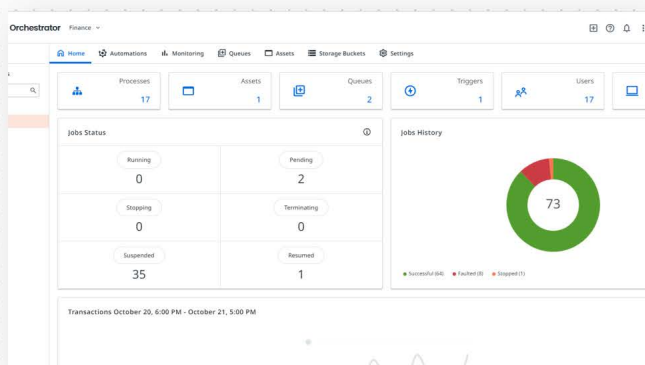 Orchestrator Finance
Home Automations Monitoring Queues Assets Storage Buckets Settings
Processes
17
Assets
1
Queues
2
Triggers
1
Users
17
Jobs Status
Running
0
Pending
2
Stopping
0
Terminating
0
Suspended
35
Resumed
1
Jobs History
73
Successful (64) Faulted (8) Stopped (1)
Transactions October 20, 6:00 PM - October 21, 5:00 PM